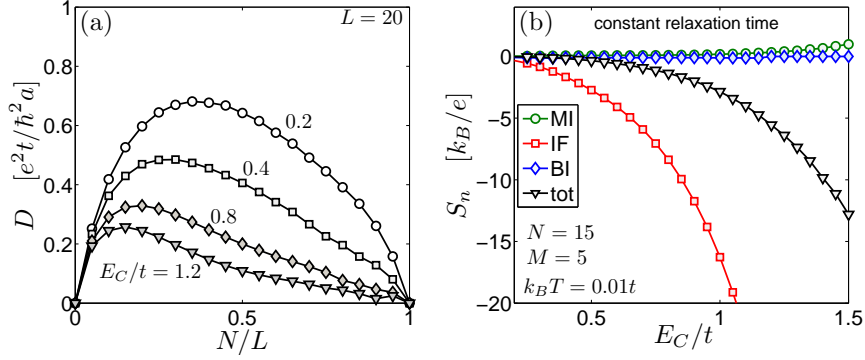 (a)
L = 20
D [e²t/ħ²a]
1
0.8
0.6
0.4
0.2
0
0.2
0.4
0.8
E_C/t = 1.2
0
0.5
1
N/L
(b)
constant relaxation time
S_n [k_B/e]
0
−5
−10
−15
−20
MI
IF
BI
tot
N = 15
M = 5
k_BT = 0.01t
0.5
1
1.5
E_C/t